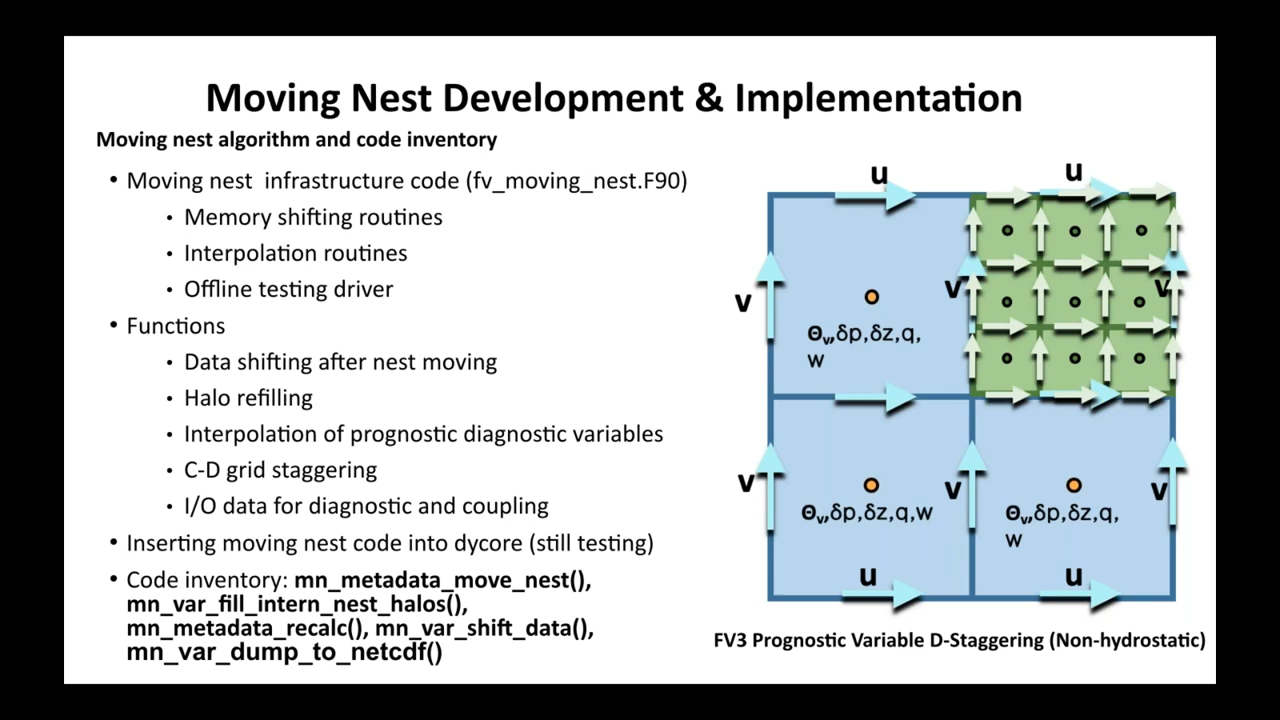 Moving Nest Development & Implementation
Moving nest algorithm and code inventory
• Moving nest  infrastructure code (fv_moving_nest.F90)
• Memory shifting routines
• Interpolation routines
• Offline testing driver
• Functions
• Data shifting after nest moving
• Halo refilling
• Interpolation of prognostic diagnostic variables
• C-D grid staggering
• I/O data for diagnostic and coupling
• Inserting moving nest code into dycore (still testing)
• Code inventory: mn_metadata_move_nest(),
mn_var_fill_intern_nest_halos(),
mn_metadata_recalc(), mn_var_shift_data(),
mn_var_dump_to_netcdf()
u
u
v
v
v
Θv,δp,δz,q,
w
v
v
v
Θv,δp,δz,q,w
Θv,δp,δz,q,
w
u
u
FV3 Prognostic Variable D-Staggering (Non-hydrostatic)